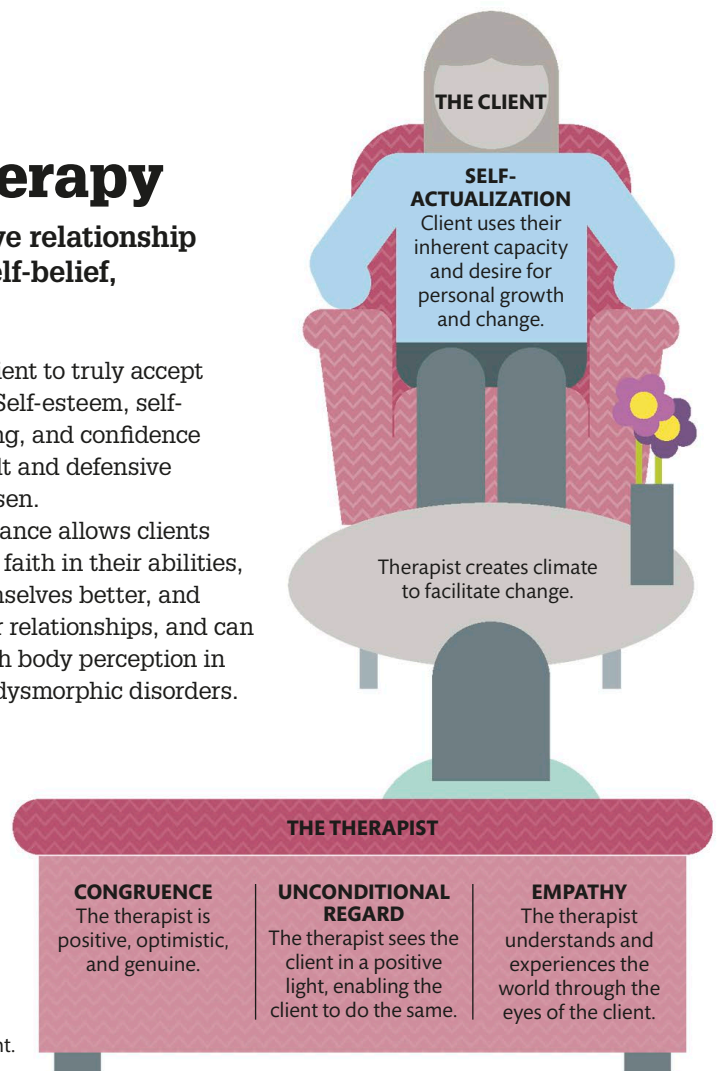 erapy
ve relationship
elf-belief,
ient to truly accept
Self-esteem, self-
ng, and confidence
lt and defensive
sen.
ance allows clients
faith in their abilities,
nselves better, and
r relationships, and can
h body perception in
dysmorphic disorders.
THE CLIENT
SELF-
ACTUALIZATION
Client uses their
inherent capacity
and desire for
personal growth
and change.
Therapist creates climate
to facilitate change.
THE THERAPIST
CONGRUENCE
The therapist is
positive, optimistic,
and genuine.
UNCONDITIONAL
REGARD
The therapist sees the
client in a positive
light, enabling the
client to do the same.
EMPATHY
The therapist
understands and
experiences the
world through the
eyes of the client.
nt.